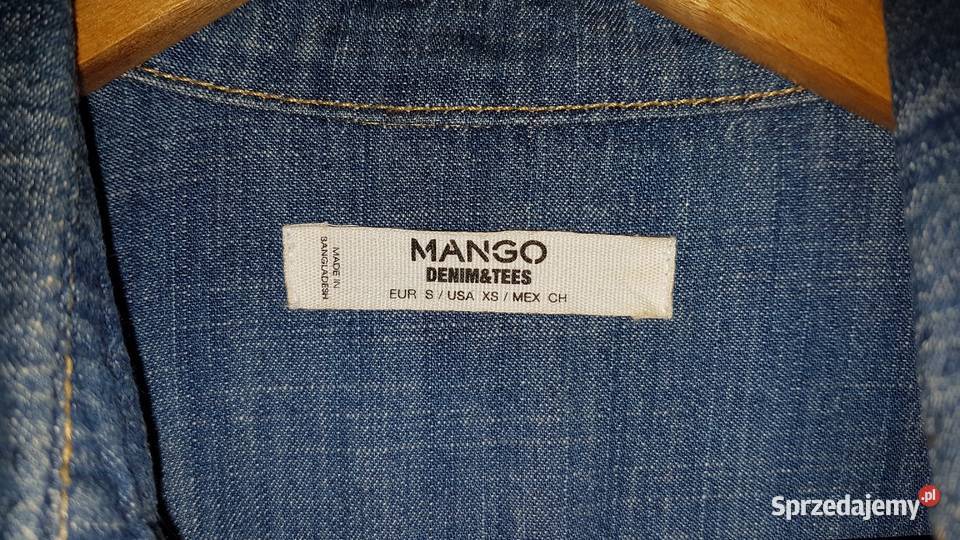 MANGO
DENIM&TEES
EUR S / USA XS / MEX CH
MADE IN
BANGLADESH
Sprzedajemy.pl